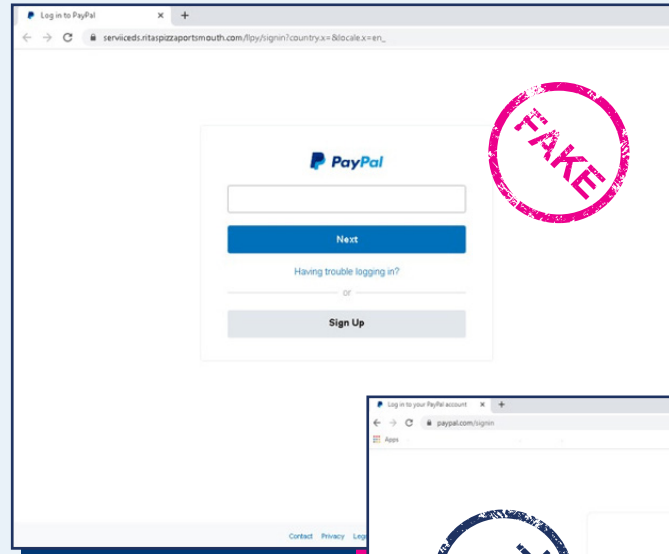 Log in to PayPal
serviiceds.ritaspizzaportsmouth.com/lipy/signin?country.x=&locale.x=en_
FAKE
PayPal
Next
Having trouble logging in?
or
Sign Up
Log in to your PayPal account
paypal.com/signin
Apps
Contact Privacy